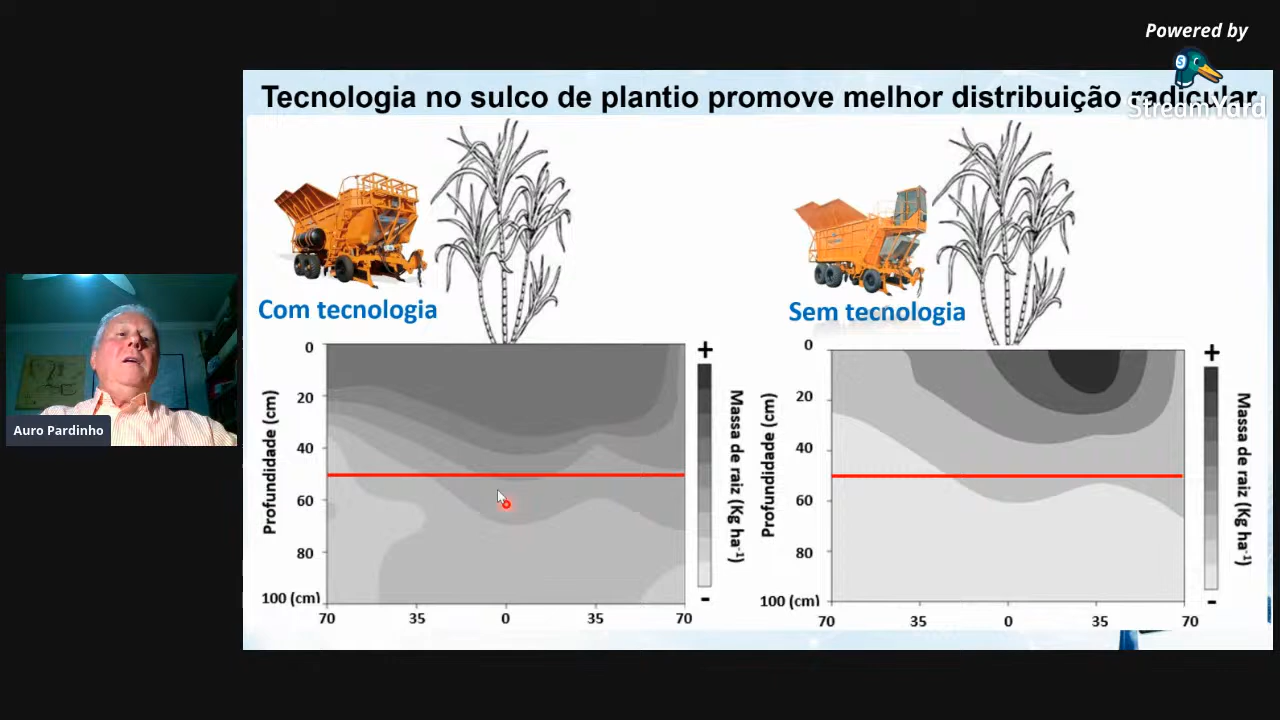 Powered by
StreamYard
Tecnologia no sulco de plantio promove melhor distribuição radicular
Com tecnologia
Sem tecnologia
0
20
40
60
80
100 (cm)
Profundidade (cm)
70
35
0
35
70
+
-
Massa de raiz (Kg ha⁻¹)
0
20
40
60
80
100 (cm)
Profundidade (cm)
70
35
0
35
70
+
-
Massa de raiz (Kg ha⁻¹)
Auro Pardinho